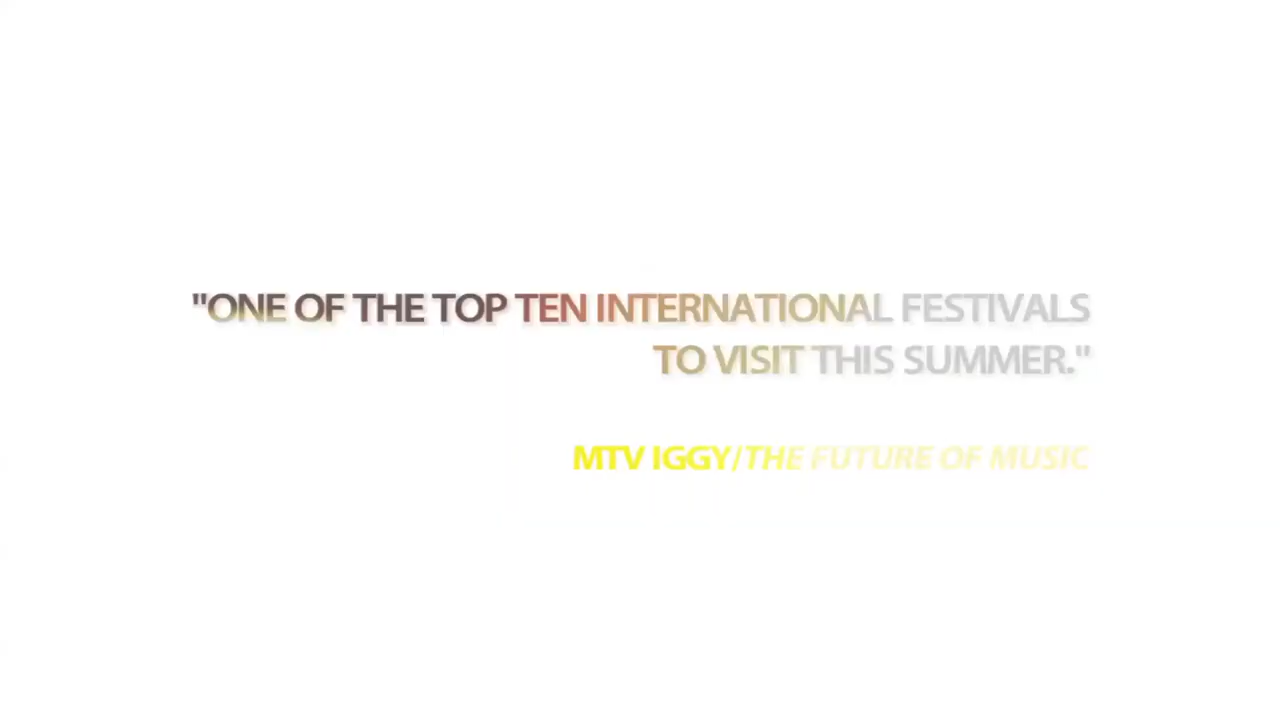 "ONE OF THE TOP TEN INTERNATIONAL FESTIVALS
TO VISIT THIS SUMMER."
MTV IGGY/THE FUTURE OF MUSIC